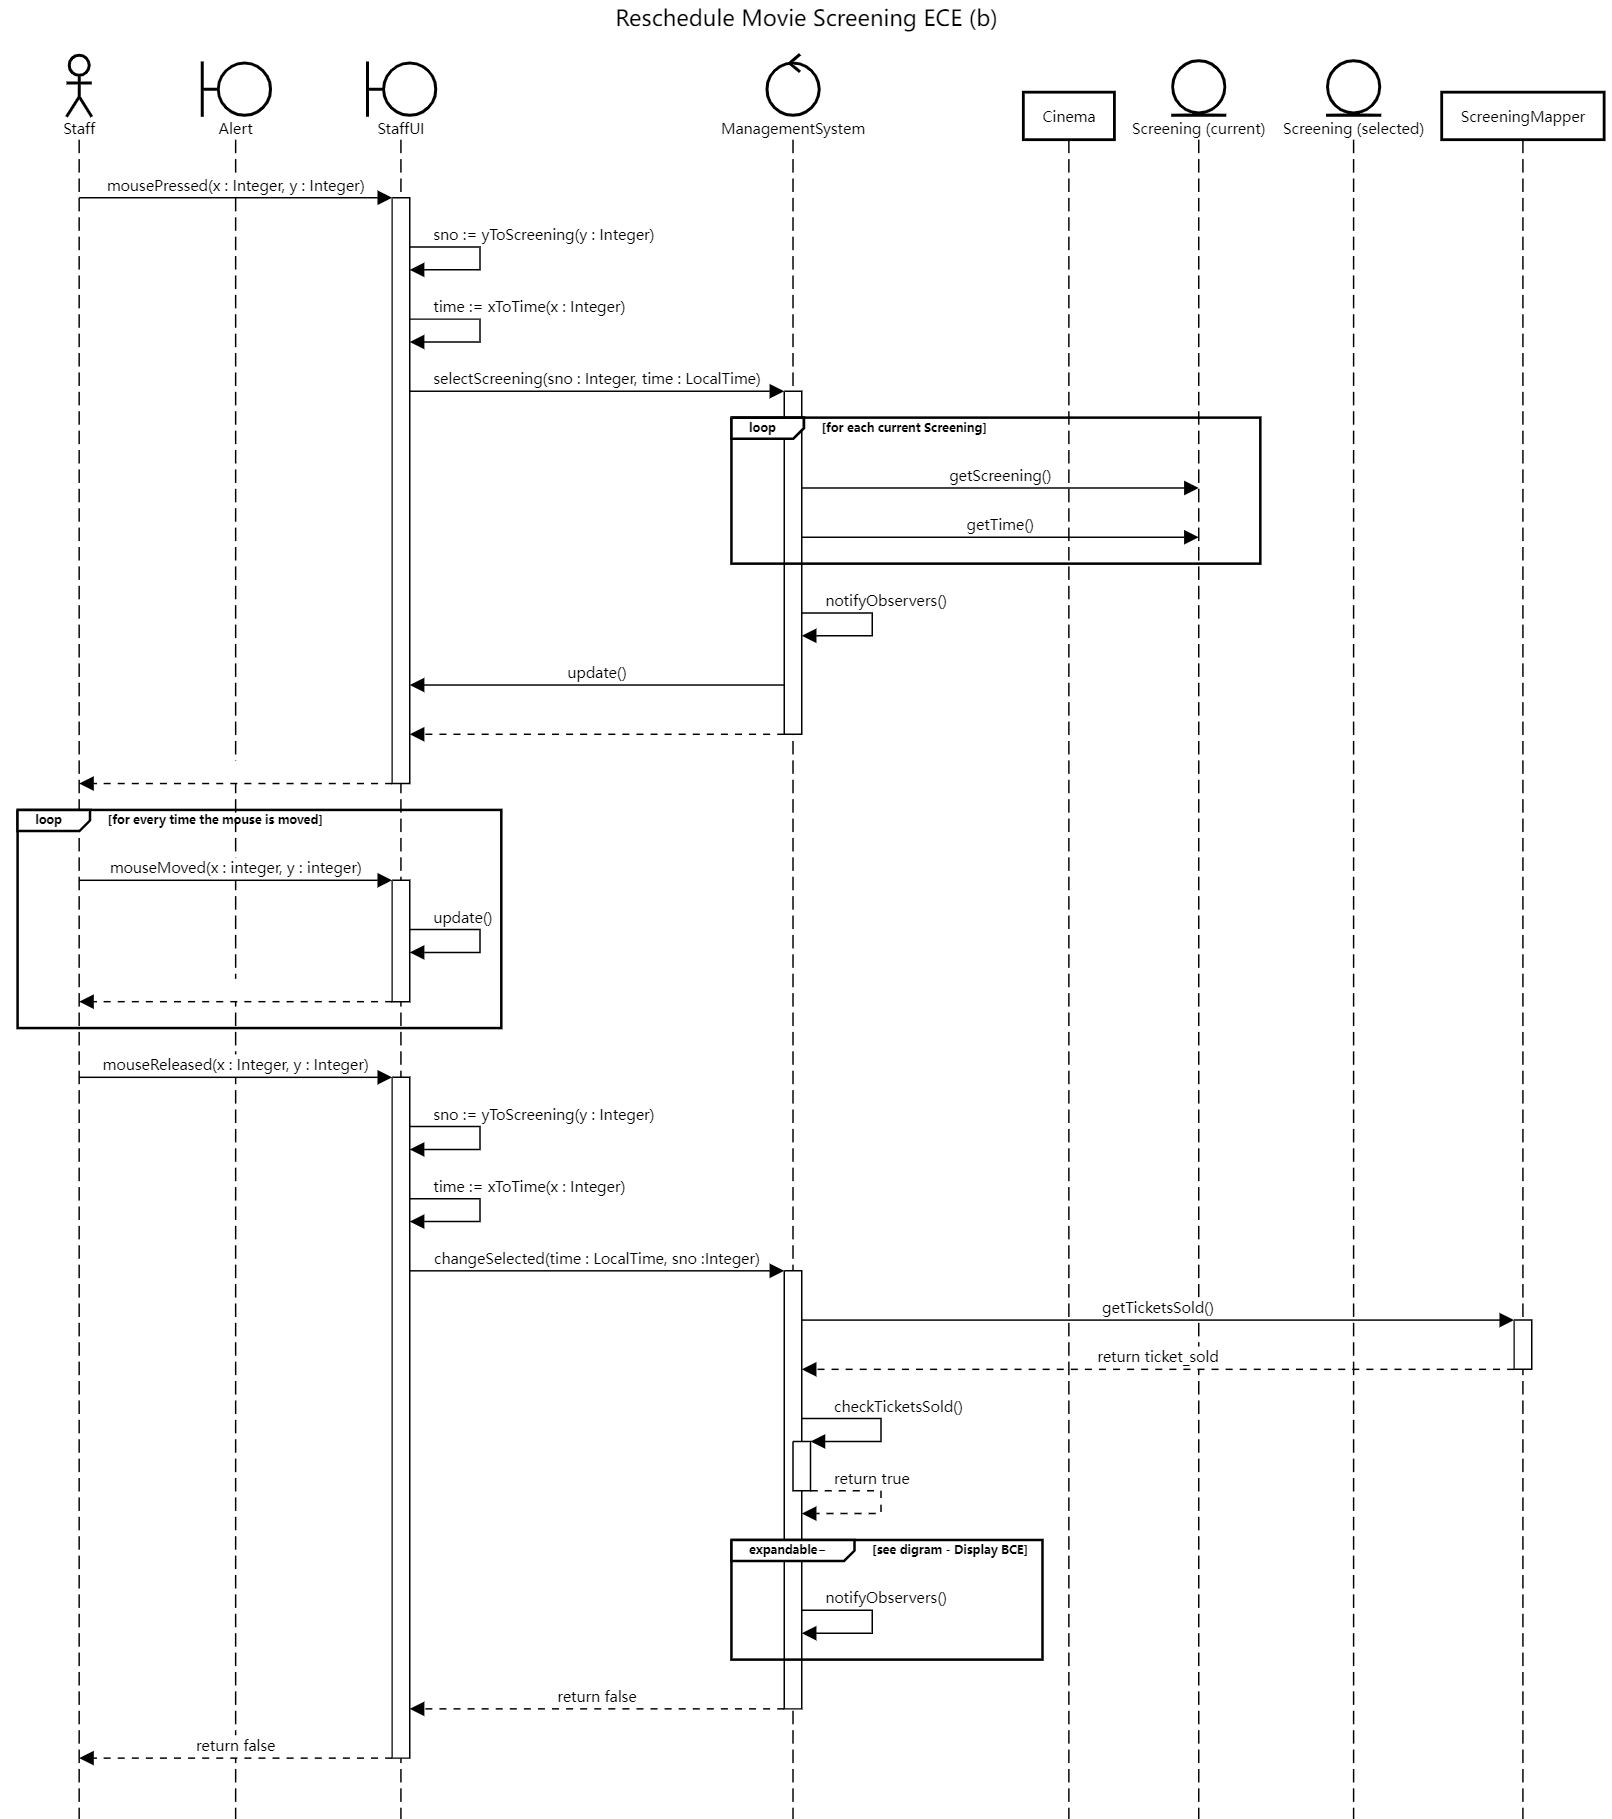 Reschedule Movie Screening ECE (b)
Staff
Alert
StaffUI
ManagementSystem
Cinema
Screening (current)
Screening (selected)
ScreeningMapper
mousePressed(x : Integer, y : Integer)
sno := yToScreening(y : Integer)
time := xToTime(x : Integer)
selectScreening(sno : Integer, time : LocalTime)
loop
[for each current Screening]
getScreening()
getTime()
notifyObservers()
update()
loop
[for every time the mouse is moved]
mouseMoved(x : integer, y : integer)
update()
mouseReleased(x : Integer, y : Integer)
sno := yToScreening(y : Integer)
time := xToTime(x : Integer)
changeSelected(time : LocalTime, sno :Integer)
getTicketsSold()
return ticket_sold
checkTicketsSold()
return true
expandable−
[see digram - Display BCE]
notifyObservers()
return false
return false